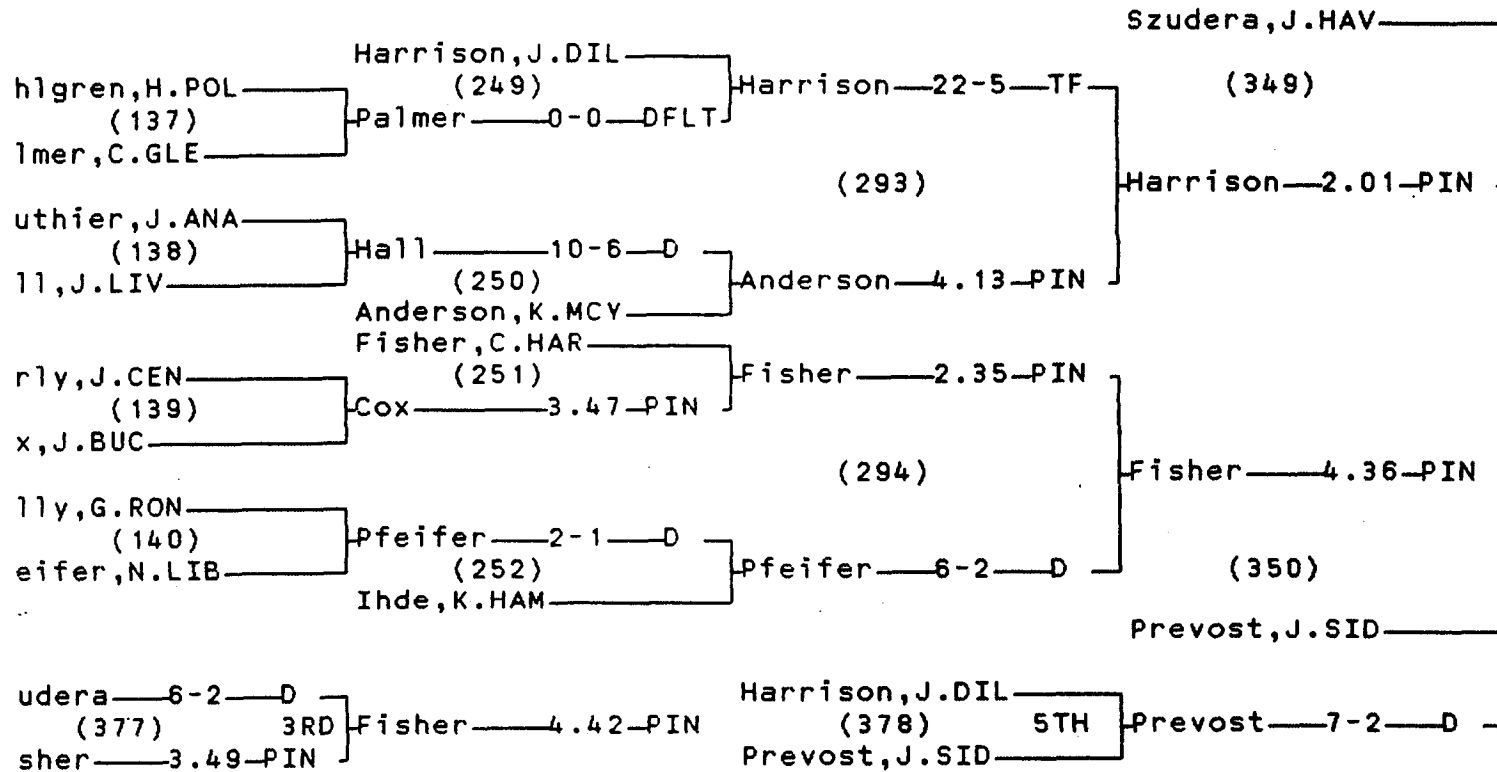 Szudera,J.HAV
Harrison,J.DIL
hlgren,H.POL (249) Harrison 22-5 TF (349)
(137) Palmer 0-0 DFLT
lmer,C.GLE
(293) Harrison 2.01 PIN
uthier,J.ANA
(138) Hall 10-6 D
ll,J.LIV (250) Anderson 4.13 PIN
Anderson,K.MCY
Fisher,C.HAR
rly,J.CEN (251) Fisher 2.35 PIN
(139) Cox 3.47 PIN
x,J.BUC
(294) Fisher 4.36 PIN
lly,G.RON
(140) Pfeifer 2-1 D
eifer,N.LIB (252) Pfeifer 6-2 D (350)
Ihde,K.HAM
Prevost,J.SID
udera 6-2 D Harrison,J.DIL
(377) 3RD Fisher 4.42 PIN (378) 5TH Prevost 7-2 D
sher 3.49 PIN Prevost,J.SID